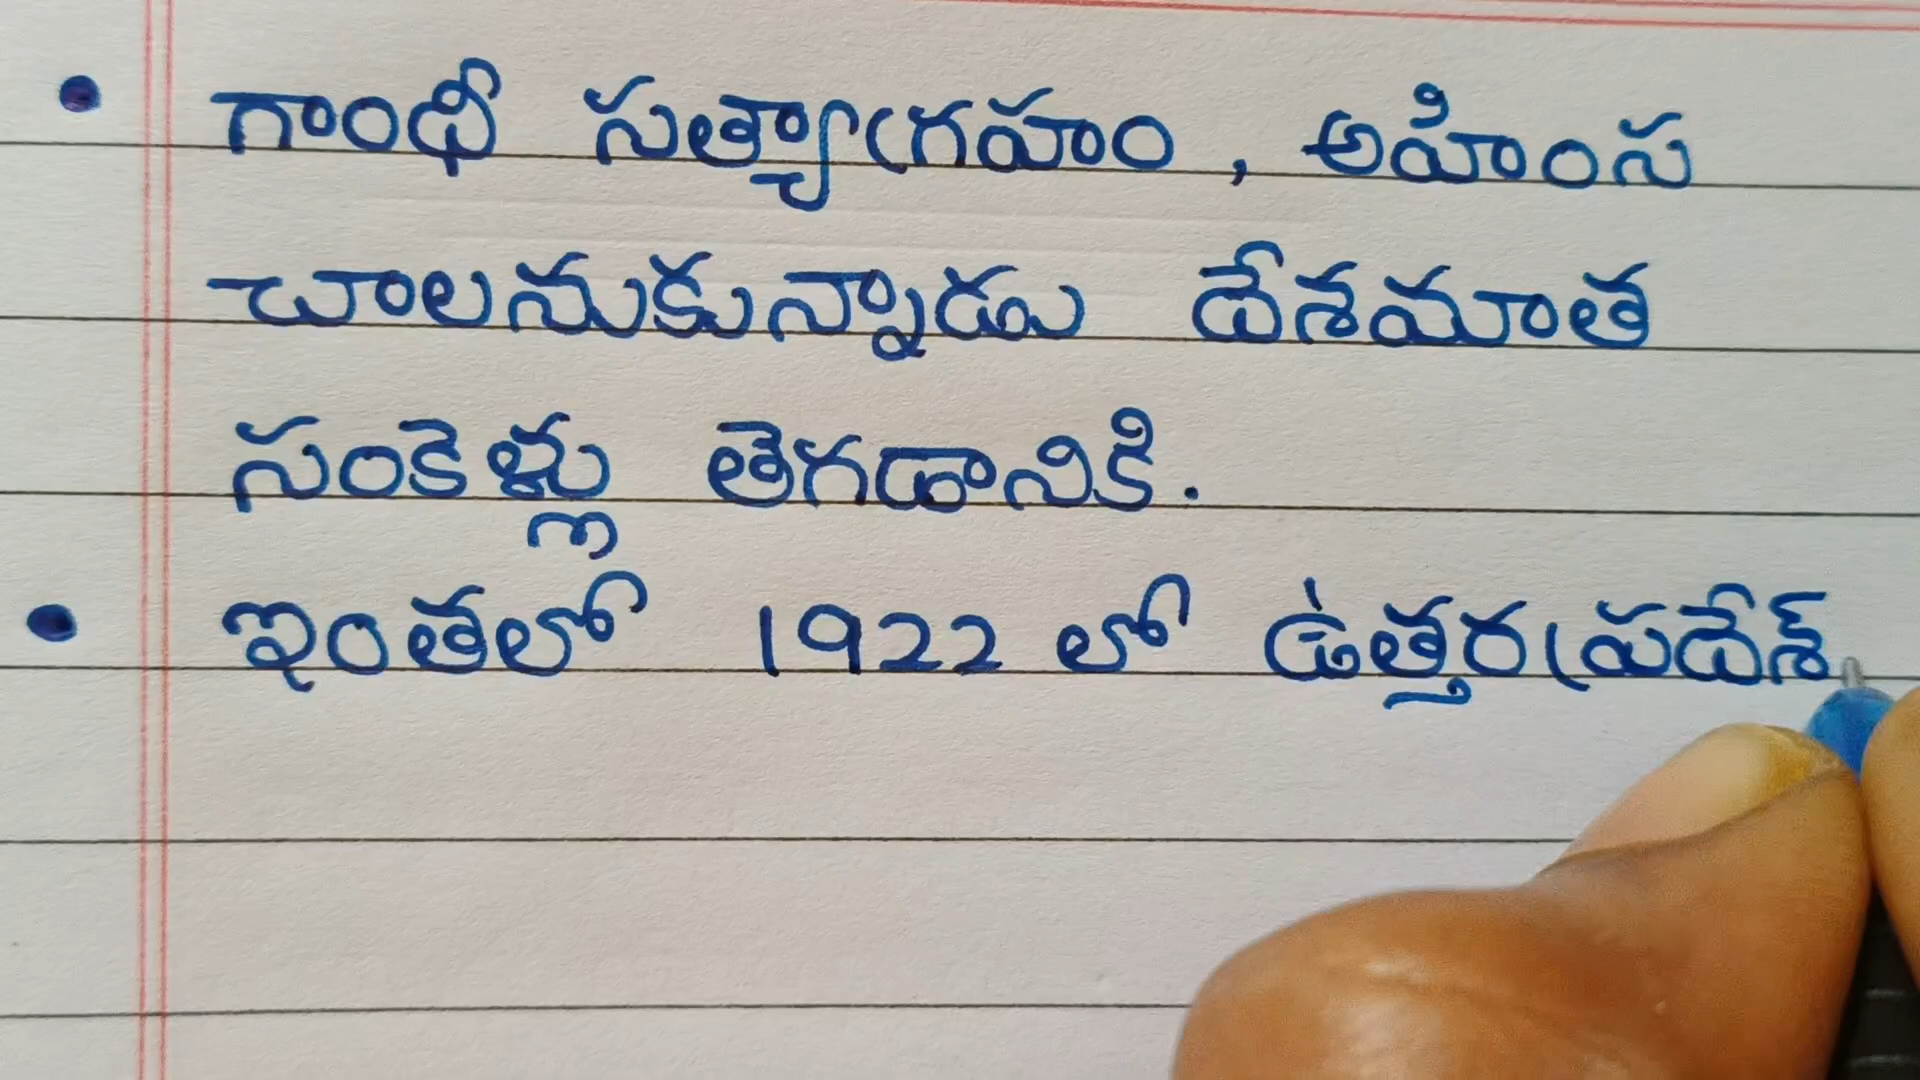 • గాంధీ సత్యాగ్రహం, అహింస
చాలనుకున్నాడు దేశమాత
సంకెళ్లు తెగడానికి.
• ఇంతలో 1922 లో ఉత్తరప్రదేశ్